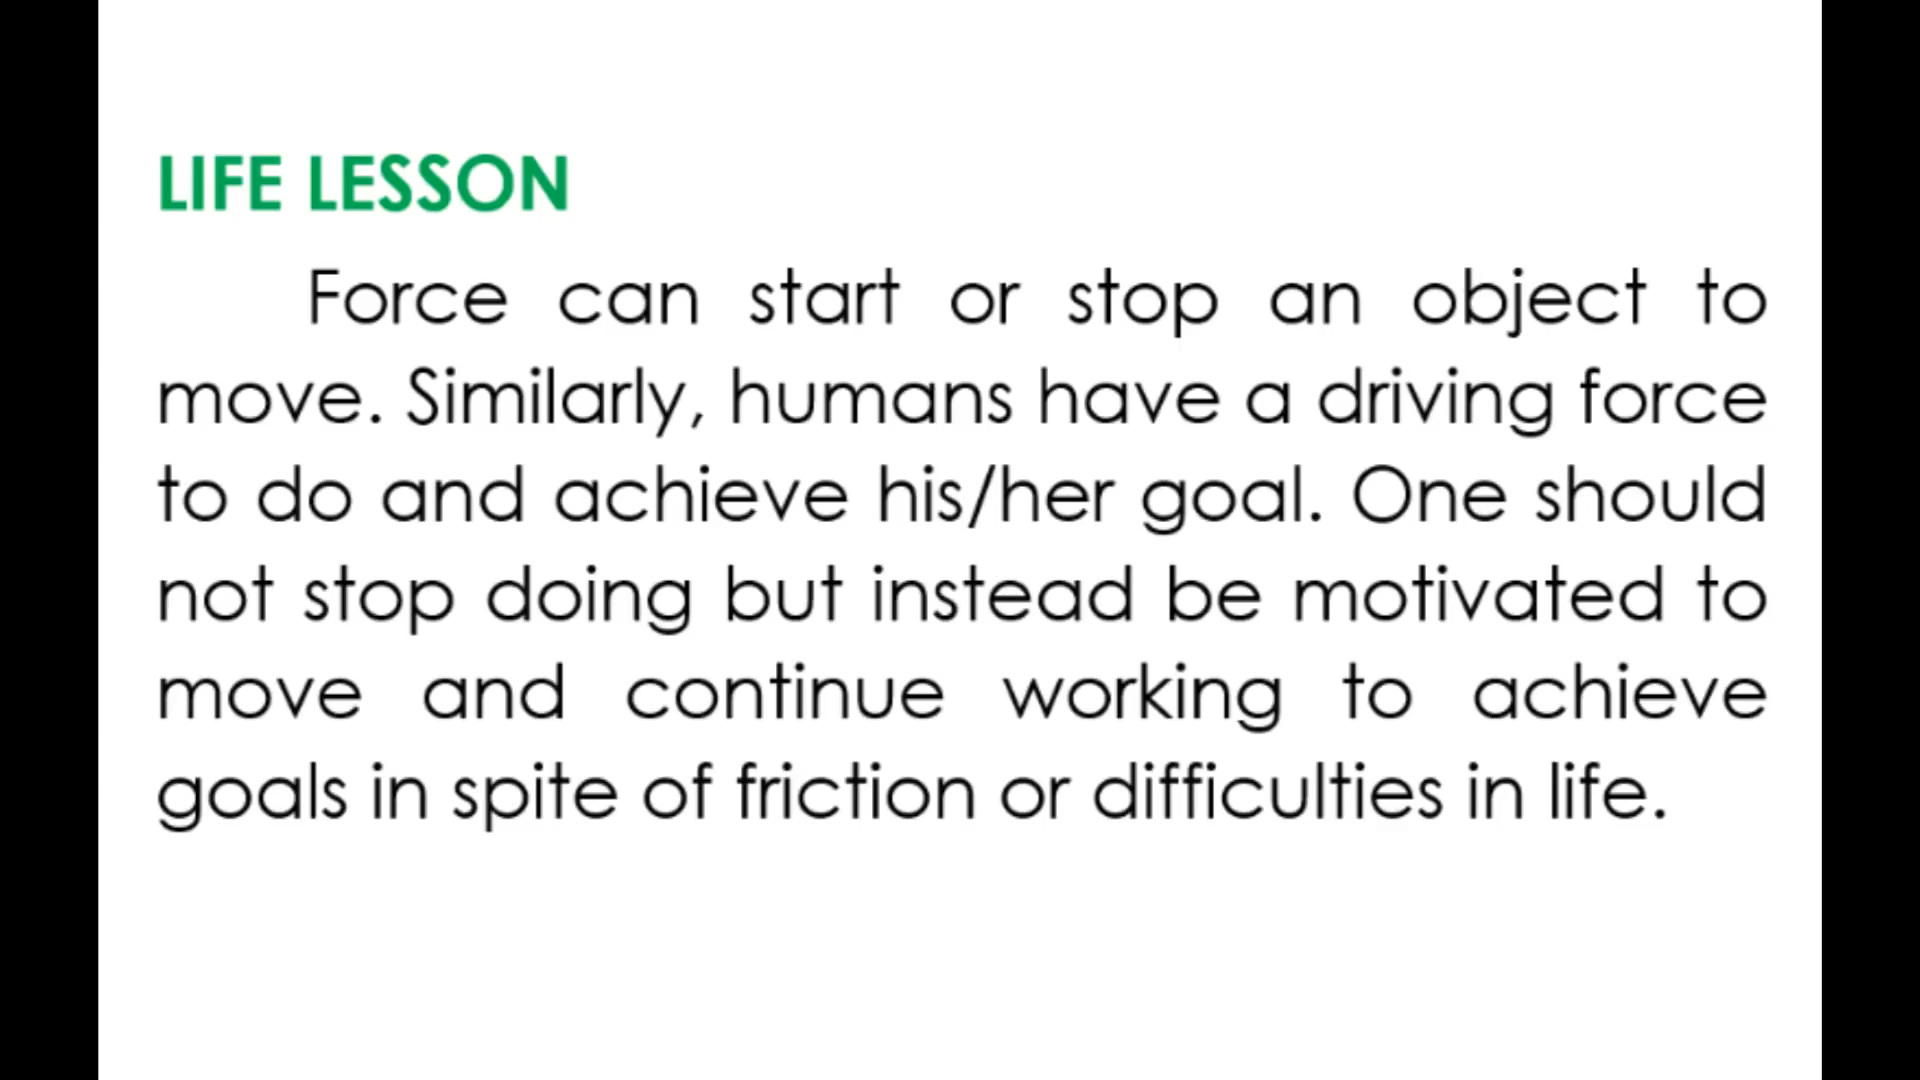 LIFE LESSON
Force can start or stop an object to
move. Similarly, humans have a driving force
to do and achieve his/her goal. One should
not stop doing but instead be motivated to
move and continue working to achieve
goals in spite of friction or difficulties in life.